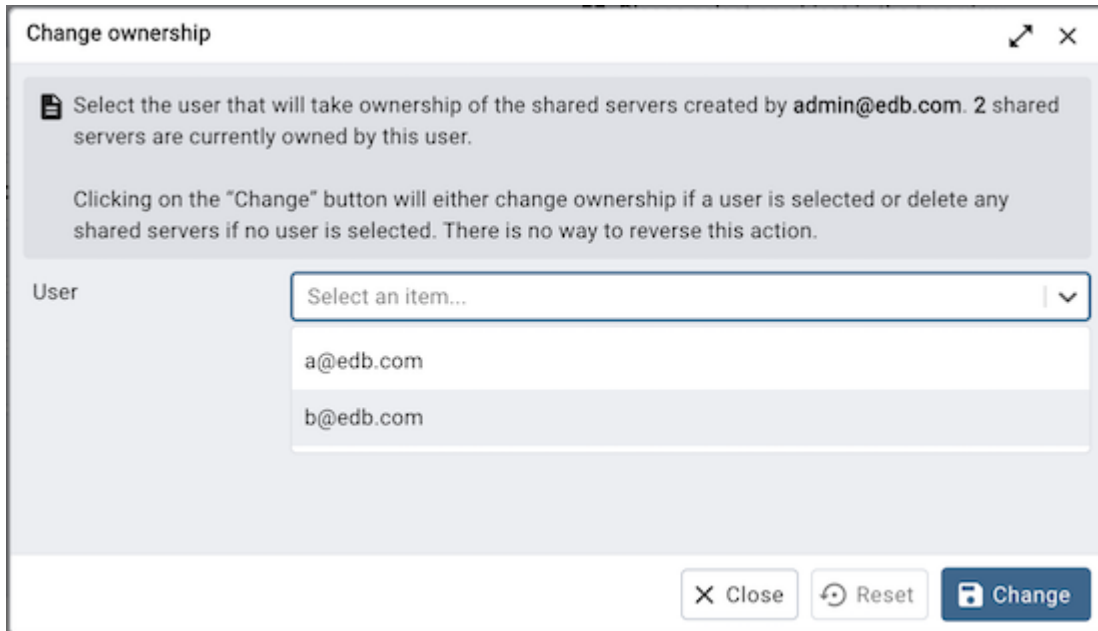 Change ownership
Select the user that will take ownership of the shared servers created by admin@edb.com. 2 shared
servers are currently owned by this user.
Clicking on the “Change” button will either change ownership if a user is selected or delete any
shared servers if no user is selected. There is no way to reverse this action.
User
Select an item...
a@edb.com
b@edb.com
Close
Reset
Change